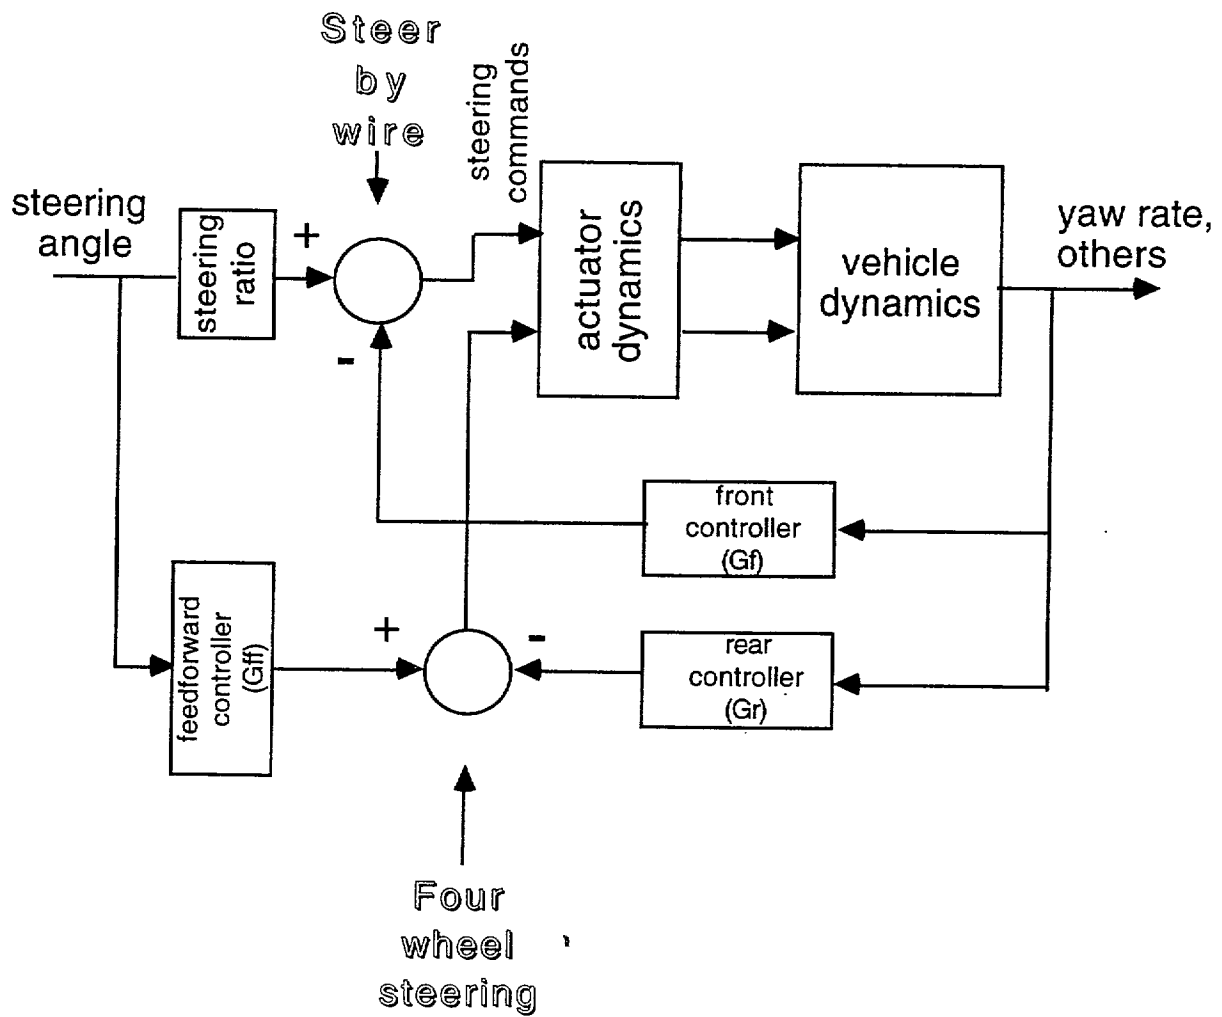 Steer
by
wire
steering
commands
steering
angle
steering
ratio
+
-
actuator
dynamics
vehicle
dynamics
yaw rate,
others
front
controller
(Gf)
feedforward
controller
(Gff)
+
-
rear
controller
(Gr)
Four
wheel
steering